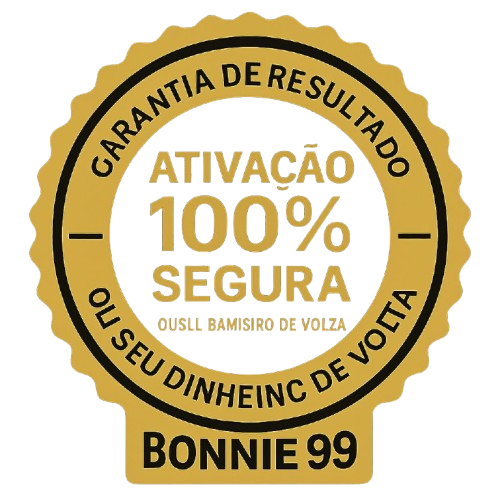 GARANTIA DE RESULTADO
ATIVAÇÃO
100%
SEGURA
OUSLL BAMISIRO DE VOLZA
OU SEU DINHEINC DE VOLTA
BONNIE 99